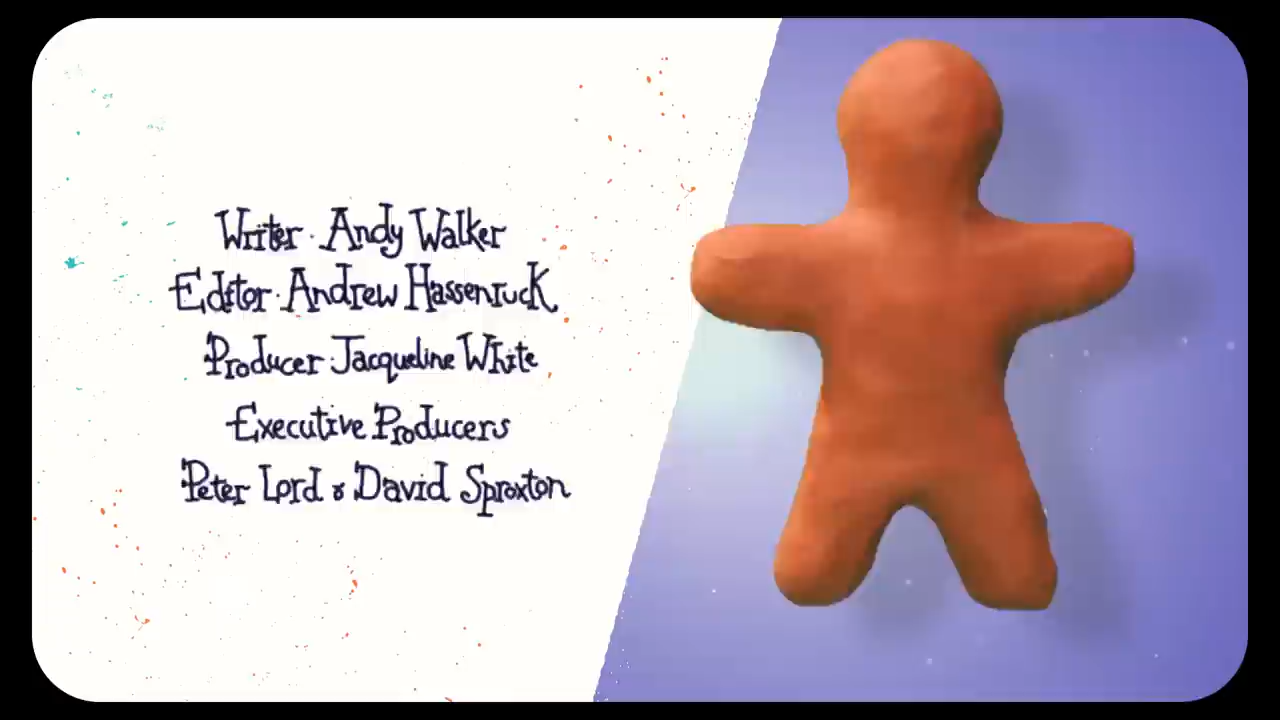 Writer · Andy Walker
Editor · Andrew Hassenruck
Producer · Jacqueline White
Executive Producers
Peter Lord & David Sproxton